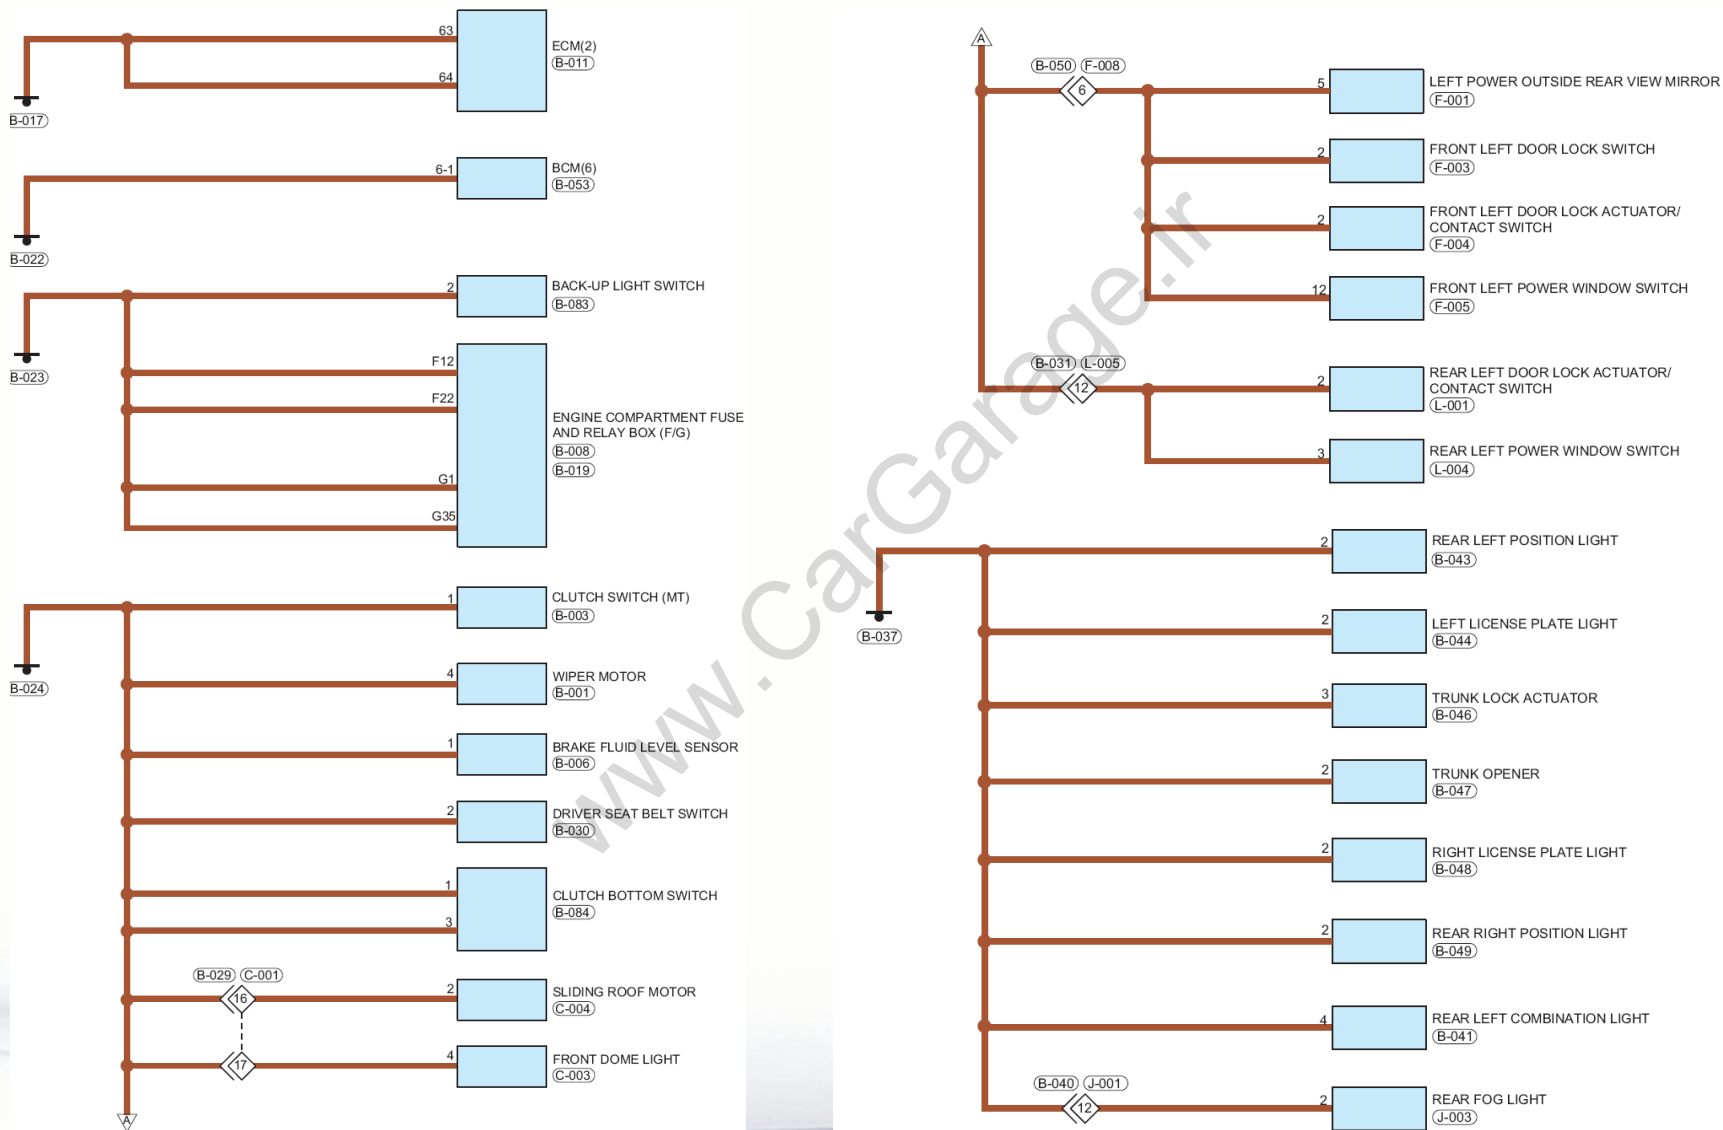 63
ECM(2)
B-011
64
B-017
6-1
BCM(6)
B-053
B-022
2
BACK-UP LIGHT SWITCH
B-083
B-023
F12
F22
ENGINE COMPARTMENT FUSE
AND RELAY BOX (F/G)
B-008
B-019
G1
G35
1
CLUTCH SWITCH (MT)
B-003
B-024
4
WIPER MOTOR
B-001
1
BRAKE FLUID LEVEL SENSOR
B-006
2
DRIVER SEAT BELT SWITCH
B-030
1
CLUTCH BOTTOM SWITCH
B-084
3
B-029 C-001
16
2
SLIDING ROOF MOTOR
C-004
17
4
FRONT DOME LIGHT
C-003
A
A
B-050 F-008
6
5
LEFT POWER OUTSIDE REAR VIEW MIRROR
F-001
2
FRONT LEFT DOOR LOCK SWITCH
F-003
2
FRONT LEFT DOOR LOCK ACTUATOR/
CONTACT SWITCH
F-004
12
FRONT LEFT POWER WINDOW SWITCH
F-005
B-031 L-005
12
2
REAR LEFT DOOR LOCK ACTUATOR/
CONTACT SWITCH
L-001
3
REAR LEFT POWER WINDOW SWITCH
L-004
2
REAR LEFT POSITION LIGHT
B-043
B-037
2
LEFT LICENSE PLATE LIGHT
B-044
3
TRUNK LOCK ACTUATOR
B-046
2
TRUNK OPENER
B-047
2
RIGHT LICENSE PLATE LIGHT
B-048
2
REAR RIGHT POSITION LIGHT
B-049
4
REAR LEFT COMBINATION LIGHT
B-041
B-040 J-001
12
2
REAR FOG LIGHT
J-003
www.CarGarage.ir